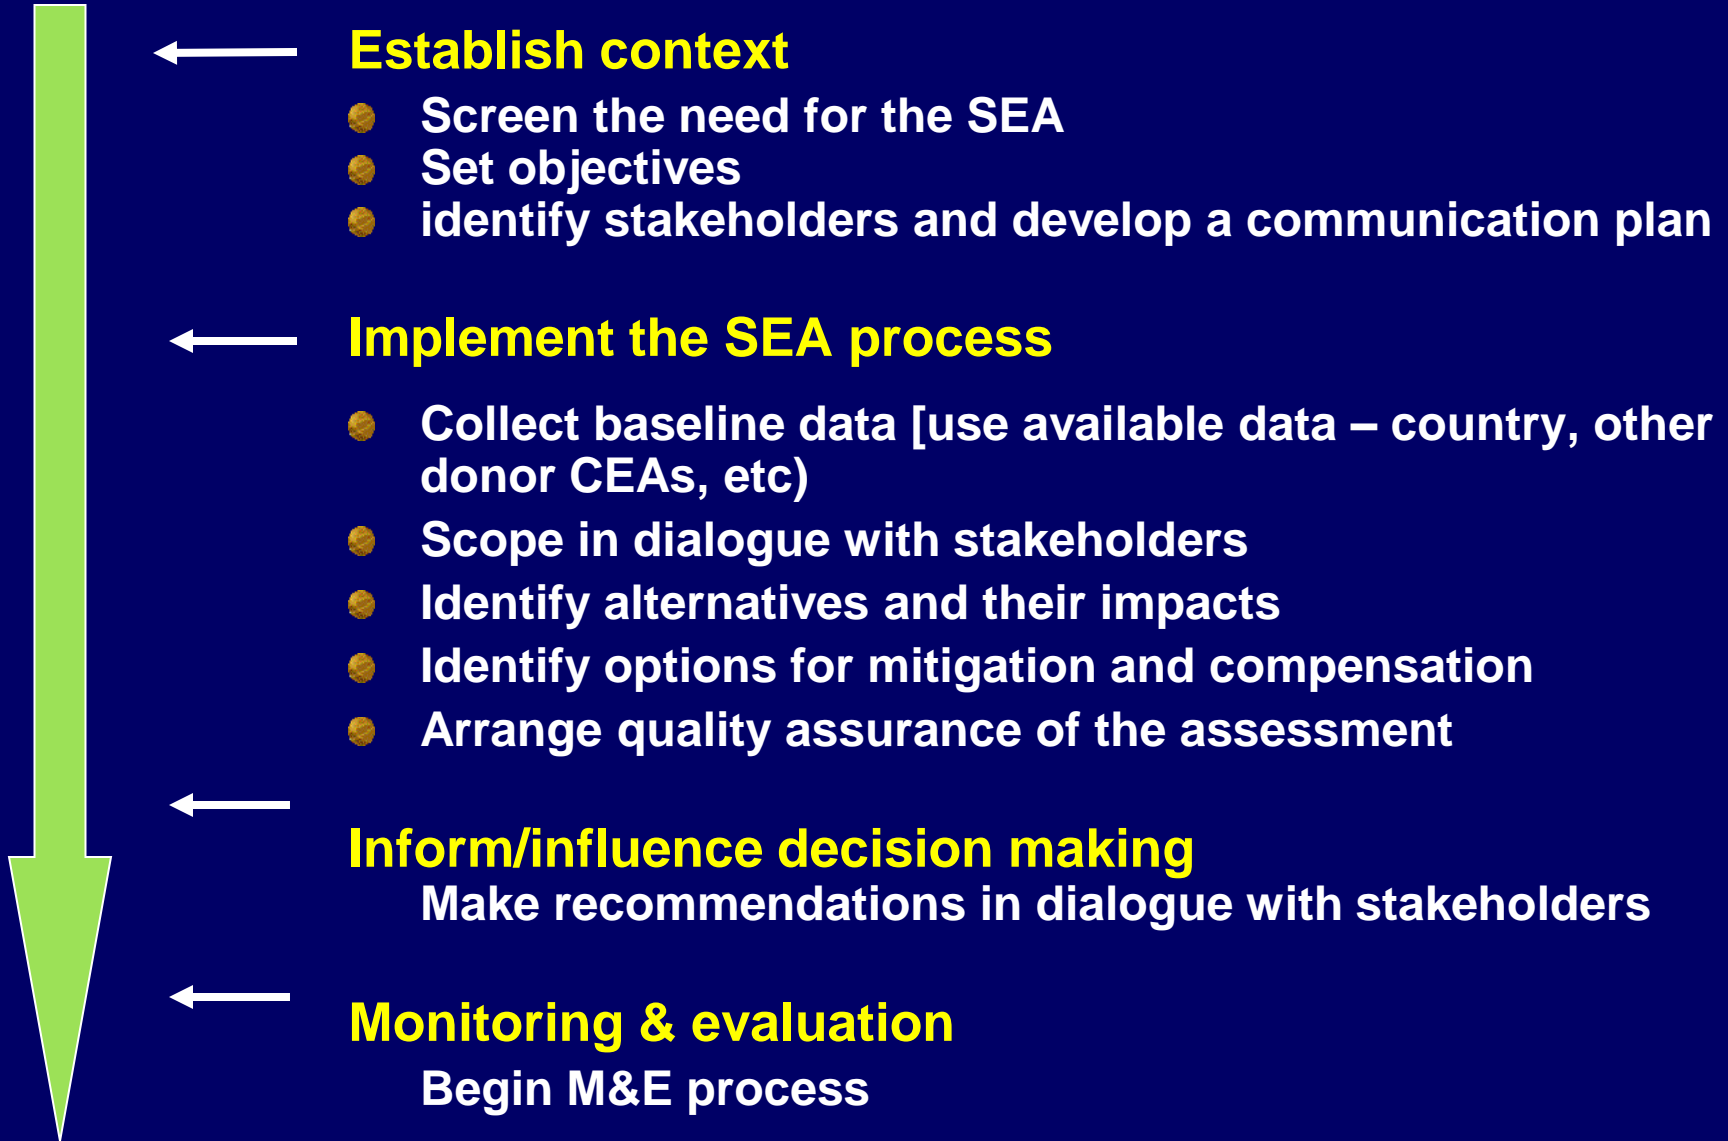 Establish context
Screen the need for the SEA
Set objectives
identify stakeholders and develop a communication plan
Implement the SEA process
Collect baseline data [use available data – country, other
donor CEAs, etc)
Scope in dialogue with stakeholders
Identify alternatives and their impacts
Identify options for mitigation and compensation
Arrange quality assurance of the assessment
Inform/influence decision making
Make recommendations in dialogue with stakeholders
Monitoring & evaluation
Begin M&E process